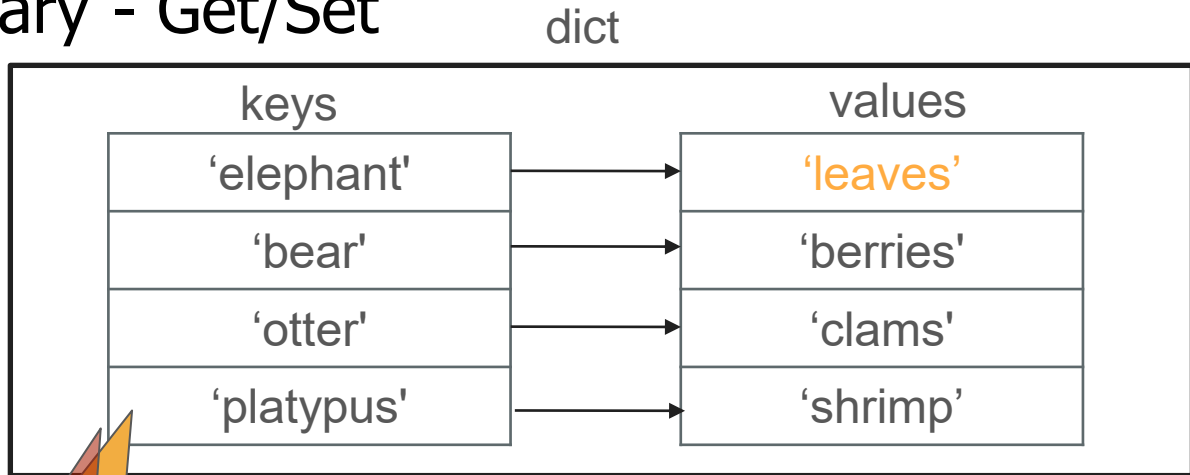 ary - Get/Set
dict
keys values
‘elephant' ‘leaves’
‘bear' ‘berries'
‘otter' ‘clams'
‘platypus' ‘shrimp’